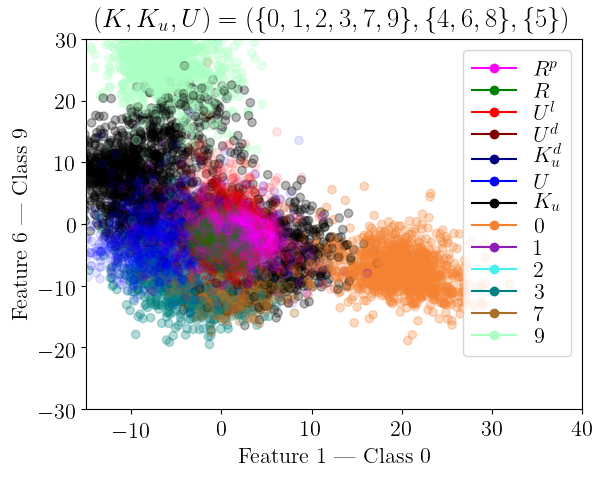 (K, K_u, U) = ({0, 1, 2, 3, 7, 9}, {4, 6, 8}, {5})
30
20
10
0
−10
−20
−30
Feature 6 — Class 9
R^p
R
U^l
U^d
K_u^d
U
K_u
0
1
2
3
7
9
−10
0
10
20
30
40
Feature 1 — Class 0